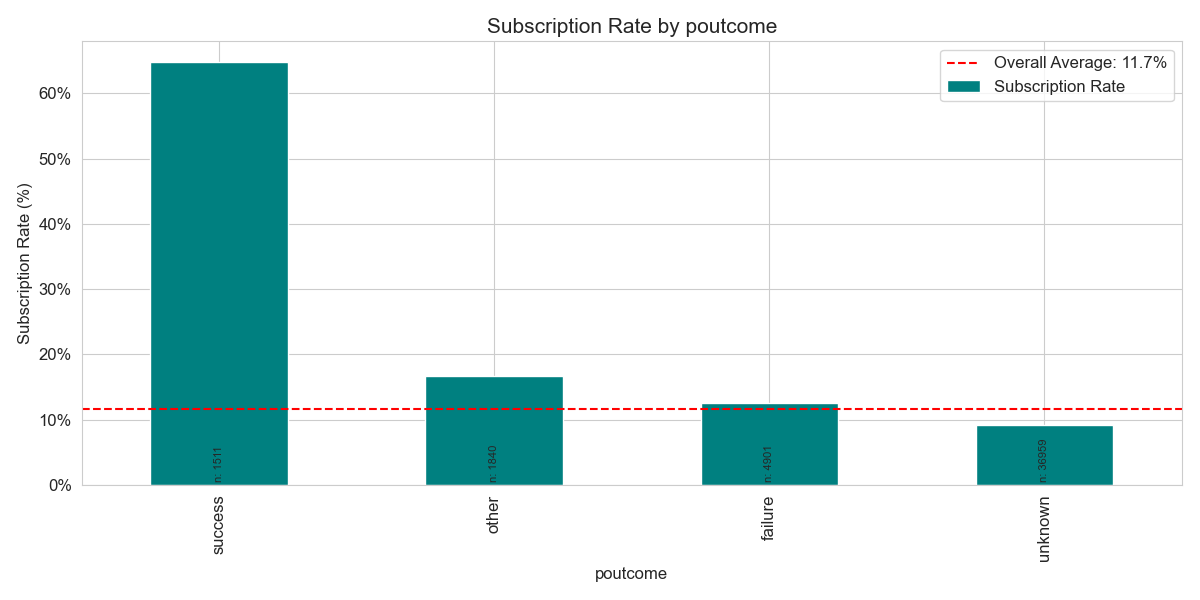 Subscription Rate by poutcome
Overall Average: 11.7%
Subscription Rate
Subscription Rate (%)
60%
50%
40%
30%
20%
10%
0%
n: 1511
n: 1840
n: 4901
n: 36959
success
other
failure
unknown
poutcome